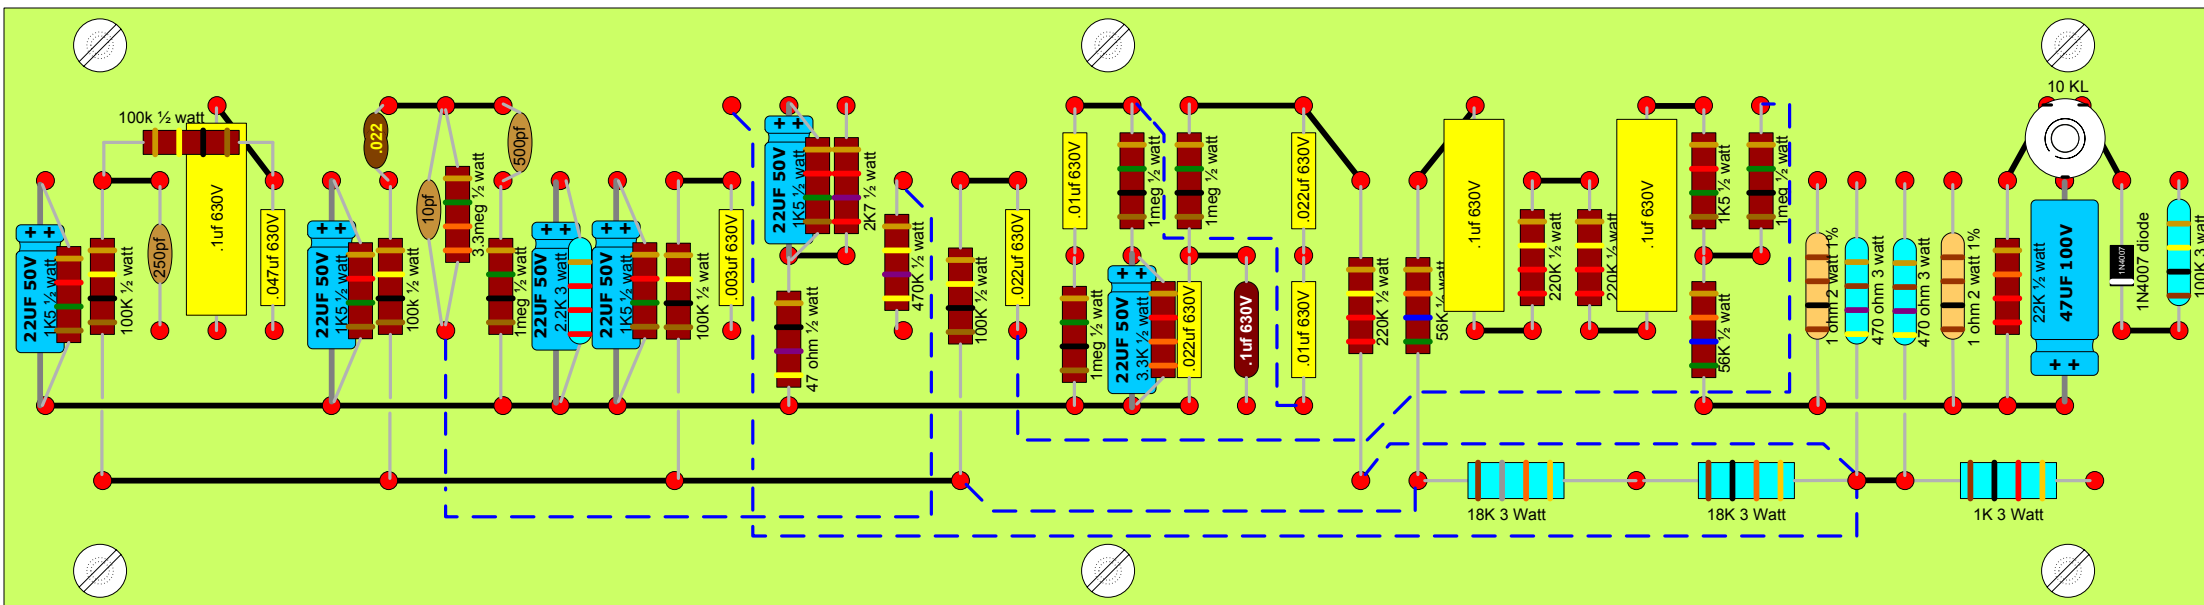 100k ½ watt
22UF 50V
1K5 ½ watt
100K ½ watt
250pf
.1uf 630V
.047uf 630V
22UF 50V
1K5 ½ watt
.022
100k ½ watt
10pf
3.3meg ½ watt
500pf
1meg ½ watt
22UF 50V
2.2K 3 watt
22UF 50V
1K5 ½ watt
100K ½ watt
.003uf 630V
22UF 50V
1K5 ½ watt
2K7 ½ watt
47 ohm ½ watt
470K ½ watt
100K ½ watt
.022uf 630V
.01uf 630V
1meg ½ watt
1meg ½ watt
1meg ½ watt
22UF 50V
3.3K ½ watt
.022uf 630V
.1uf 630V
.022uf 630V
.01uf 630V
220K ½ watt
56K ½ watt
.1uf 630V
220K ½ watt
220K ½ watt
.1uf 630V
1K5 ½ watt
1meg ½ watt
56K ½ watt
1 ohm 2 watt 1%
470 ohm 3 watt
470 ohm 3 watt
1 ohm 2 watt 1%
22K ½ watt
10 KL
47UF 100V
1N4007
1N4007 diode
100K 3 watt
18K 3 Watt
18K 3 Watt
1K 3 Watt